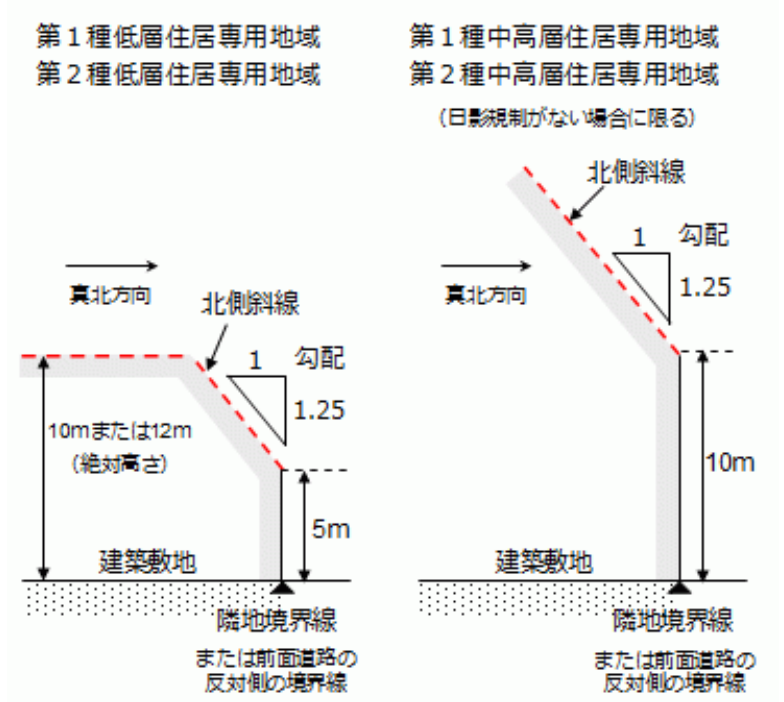 第１種低層住居専用地域
第２種低層住居専用地域
真北方向
北側斜線
1
勾配
1.25
10mまたは12m
（絶対高さ）
5m
建築敷地
隣地境界線
または前面道路の
反対側の境界線
第１種中高層住居専用地域
第２種中高層住居専用地域
（日影規制がない場合に限る）
北側斜線
1
勾配
1.25
真北方向
10m
建築敷地
隣地境界線
または前面道路の
反対側の境界線